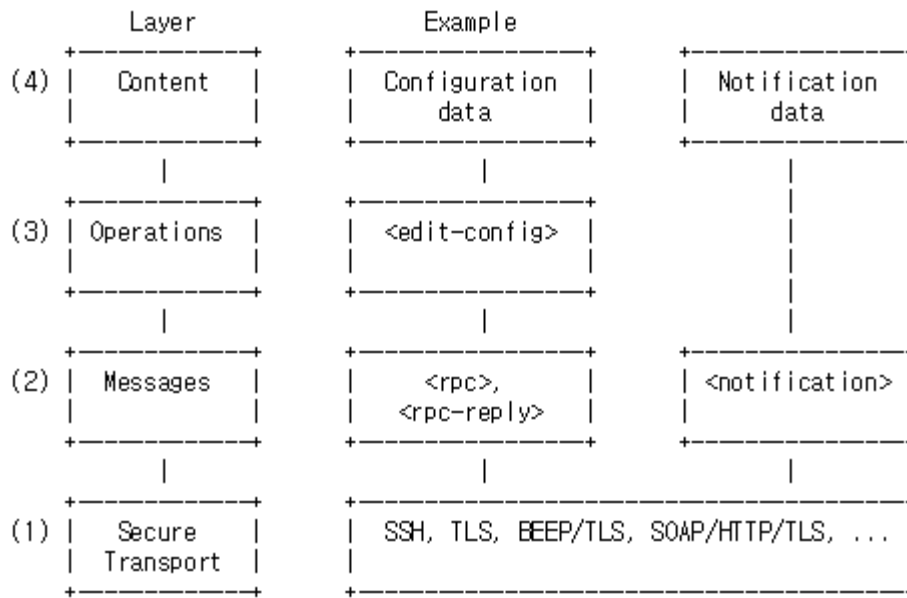 Layer Example
(4) Content Configuration Notification
data data
(3) Operations <edit-config>
(2) Messages <rpc>, <notification>
<rpc-reply>
(1) Secure SSH, TLS, BEEP/TLS, SOAP/HTTP/TLS, ...
Transport